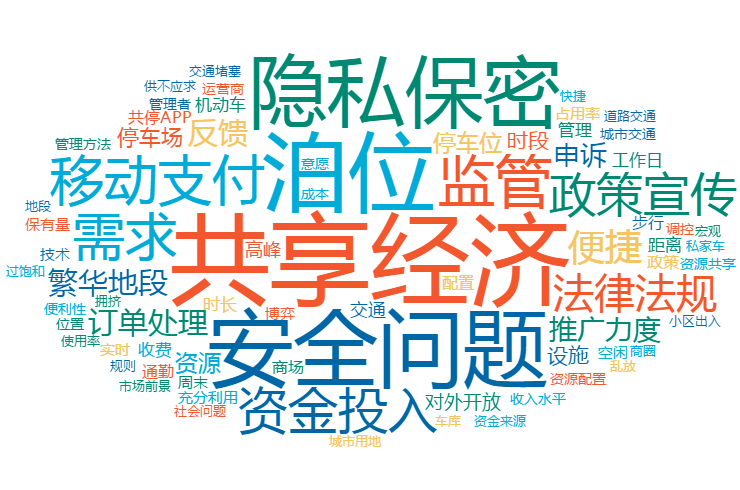 交通堵塞
供不应求
运营商
快捷
隐私保密
管理者
机动车
占用率
道路交通
共停APP
停车场
反馈
停车位
时段
管理
城市交通
管理方法
泊位
申诉
工作日
移动支付
意愿
监管
政策宣传
成本
地段
保有量
需求
共享经济
步行
调控
宏观
高峰
便捷
距离
私家车
技术
政策
资源共享
过饱和
繁华地段
配置
法律法规
拥挤
时长
便利性
博弈
交通
位置
订单处理
安全问题
推广力度
小区出入
使用率
实时
收费
资源
设施
空闲
商圈
规则
通勤
商场
乱放
市场前景
周末
资源配置
充分利用
资金投入
对外开放
收入水平
社会问题
车库
资金来源
城市用地